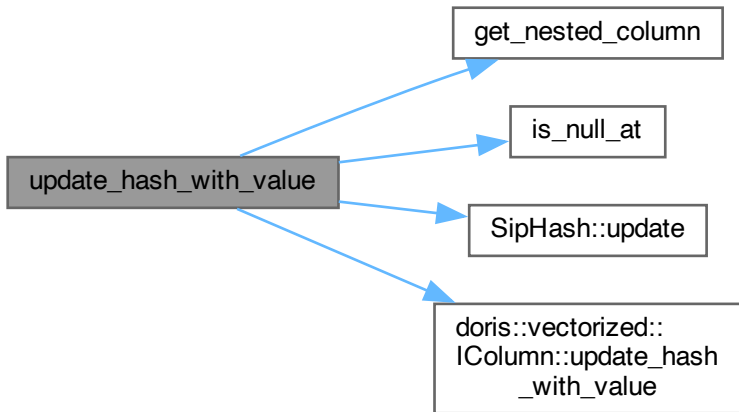 get_nested_column
is_null_at
update_hash_with_value
SipHash::update
doris::vectorized::
IColumn::update_hash
_with_value